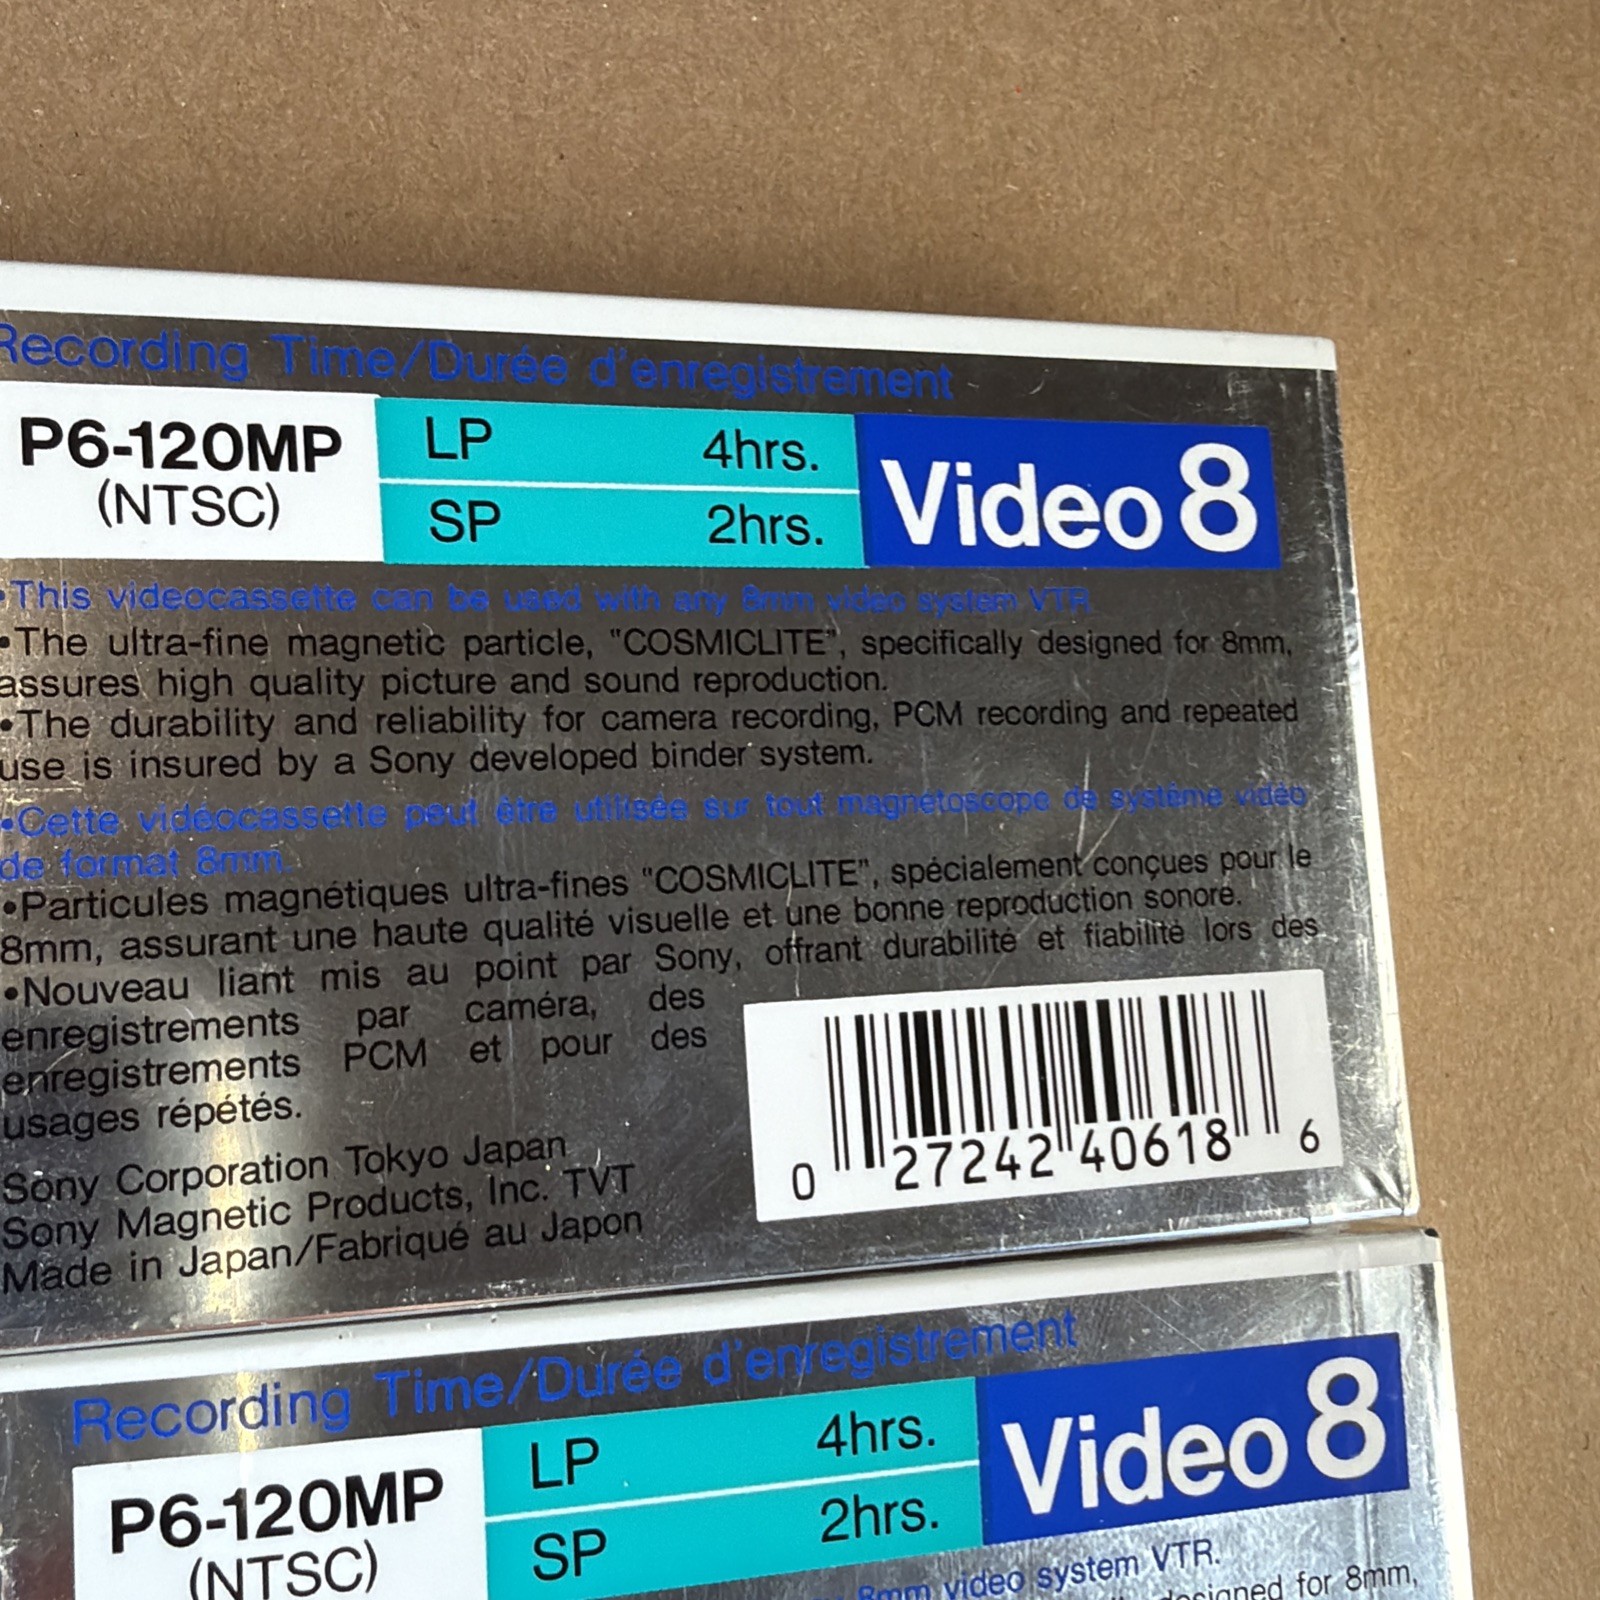 Recording Time/Durée d'enregistrement
P6-120MP
(NTSC)
LP 4hrs.
SP 2hrs.
Video 8
•This videocassette can be used with any 8mm video system VTR.
•The ultra-fine magnetic particle, "COSMICLITE", specifically designed for 8mm,
assures high quality picture and sound reproduction.
•The durability and reliability for camera recording, PCM recording and repeated
use is insured by a Sony developed binder system.
•Cette vidéocassette peut être utilisée sur tout magnétoscope de système vidéo
de format 8mm.
•Particules magnétiques ultra-fines "COSMICLITE", spécialement conçues pour le
8mm, assurant une haute qualité visuelle et une bonne reproduction sonore.
•Nouveau liant mis au point par Sony, offrant durabilité et fiabilité lors des
enregistrements par caméra, des
enregistrements PCM et pour des
usages répétés.
Sony Corporation Tokyo Japan
Sony Magnetic Products, Inc. TVT
Made in Japan/Fabriqué au Japon
0 27242 40618 6
Recording Time/Durée d'enregistrement
P6-120MP
(NTSC)
LP 4hrs.
SP 2hrs.
Video 8
8mm video system VTR.
designed for 8mm,